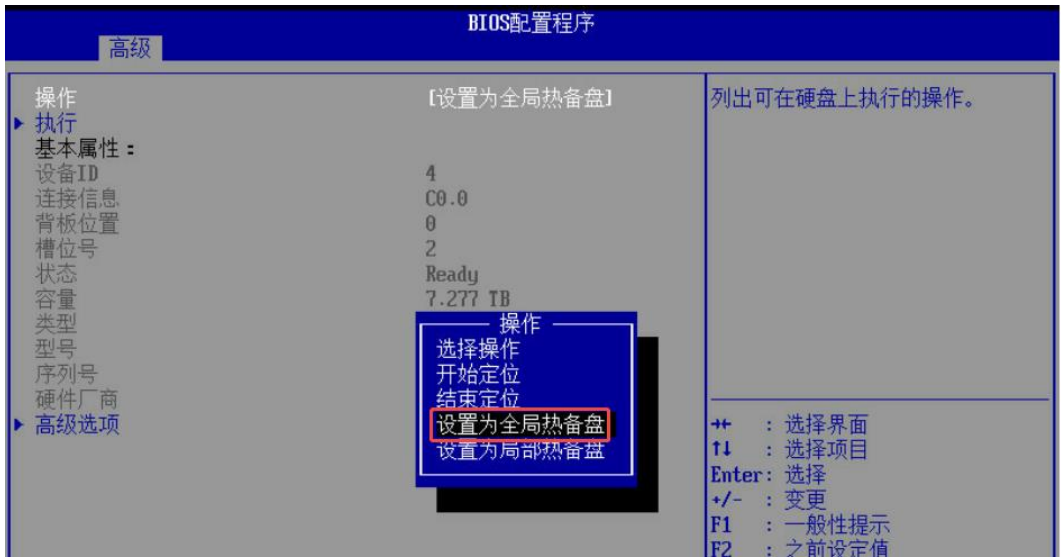 BIOS配置程序
高级
操作 [设置为全局热备盘]
执行
基本属性：
设备ID 4
连接信息 C0.0
背板位置 0
槽位号 2
状态 Ready
容量 7.277 TB
类型
型号
序列号
硬件厂商
高级选项
操作
选择操作
开始定位
结束定位
设置为全局热备盘
设置为局部热备盘
列出可在硬盘上执行的操作。
→←：选择界面
↑↓：选择项目
Enter：选择
+/-：变更
F1：一般性提示
F2：之前设定值